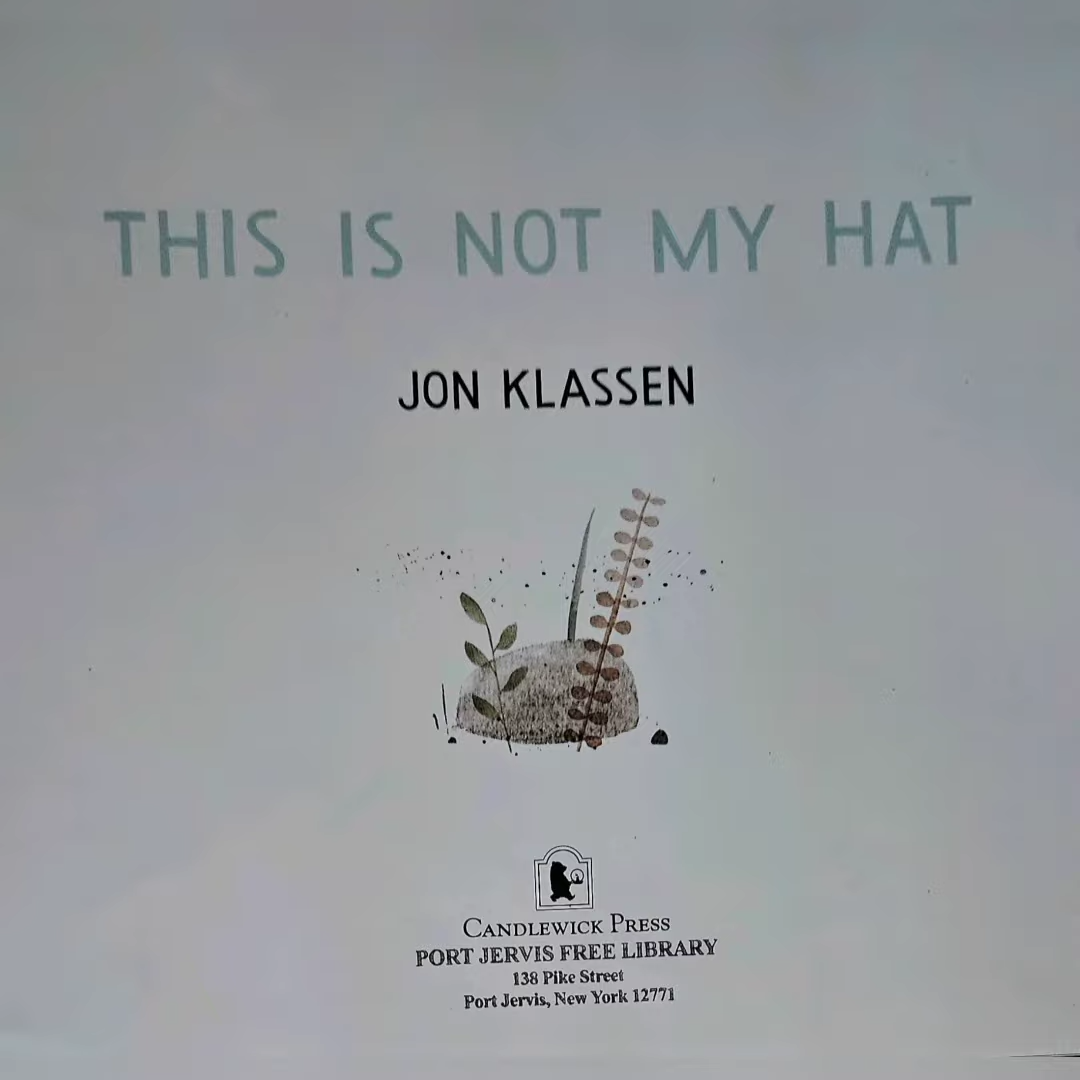 THIS IS NOT MY HAT
JON KLASSEN
CANDLEWICK PRESS
PORT JERVIS FREE LIBRARY
138 Pike Street
Port Jervis, New York 12771